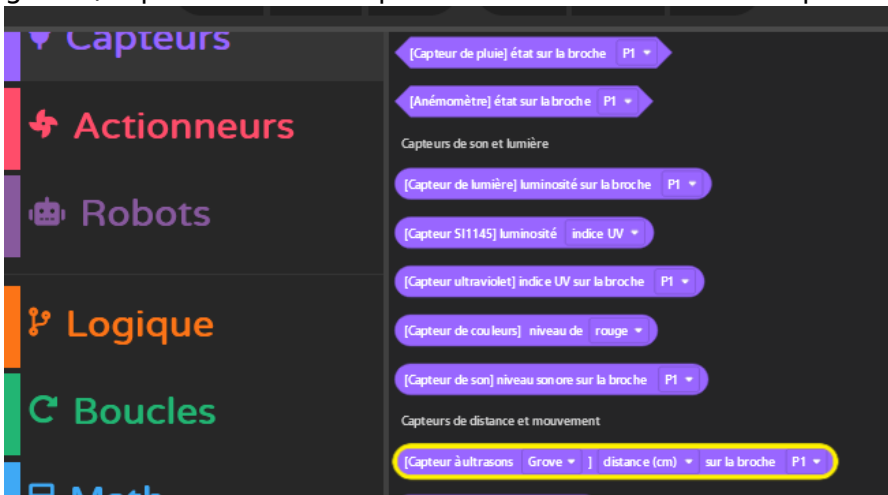 Capteurs
Actionneurs
Robots
Logique
Boucles
Math
[Capteur de pluie] état sur la broche P1
[Anémomètre] état sur la broche P1
Capteurs de son et lumière
[Capteur de lumière] luminosité sur la broche P1
[Capteur SI1145] luminosité indice UV
[Capteur ultraviolet] indice UV sur la broche P1
[Capteur de couleurs] niveau de rouge
[Capteur de son] niveau sonore sur la broche P1
Capteurs de distance et mouvement
[Capteur à ultrasons Grove ] distance (cm) sur la broche P1